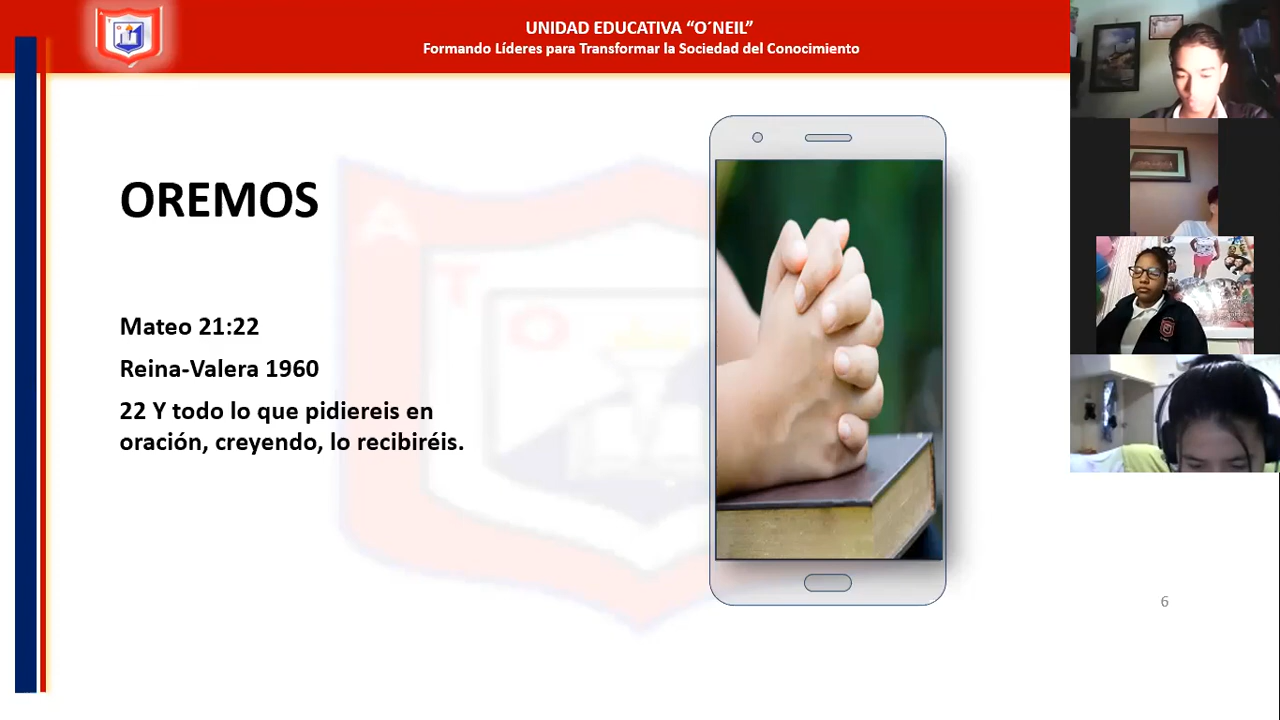 UNIDAD EDUCATIVA “O´NEIL”
Formando Líderes para Transformar la Sociedad del Conocimiento
OREMOS
Mateo 21:22
Reina-Valera 1960
22 Y todo lo que pidiereis en
oración, creyendo, lo recibiréis.
A
T
O
6